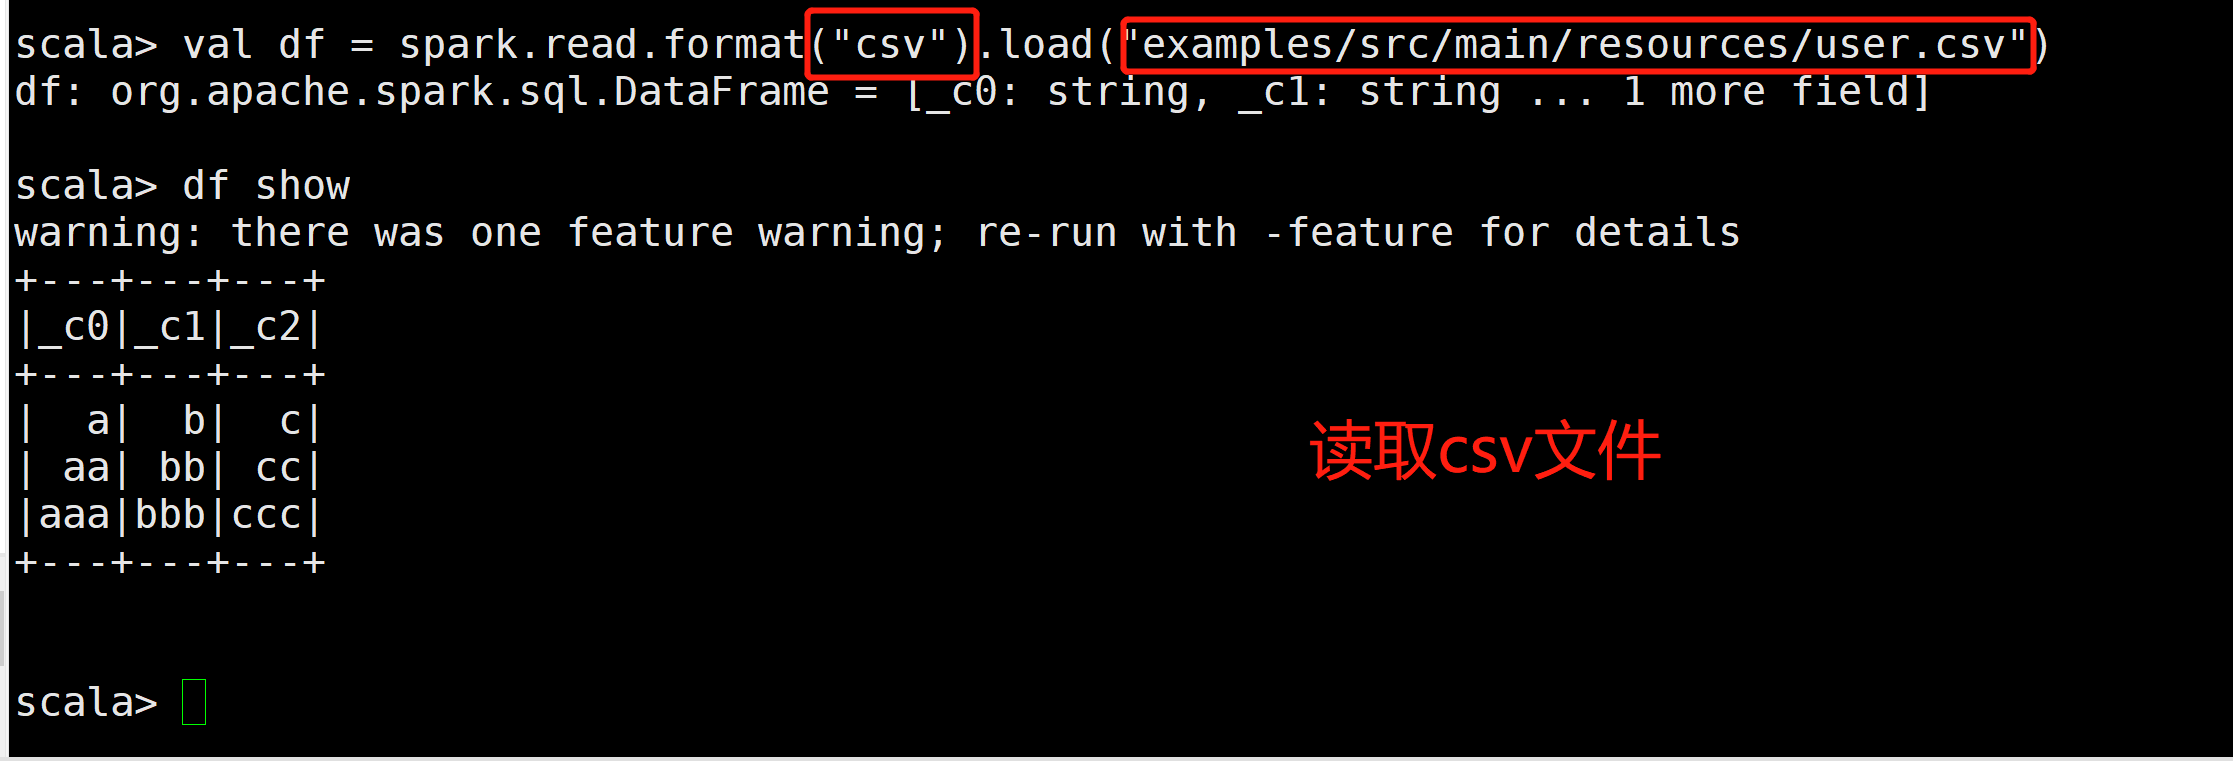 scala> val df = spark.read.format("csv").load("examples/src/main/resources/user.csv")
df: org.apache.spark.sql.DataFrame = [_c0: string, _c1: string ... 1 more field]
scala> df show
warning: there was one feature warning; re-run with -feature for details
+---+---+---+
|_c0|_c1|_c2|
+---+---+---+
|  a|  b|  c|
| aa| bb| cc|
|aaa|bbb|ccc|
+---+---+---+
读取csv文件
scala>